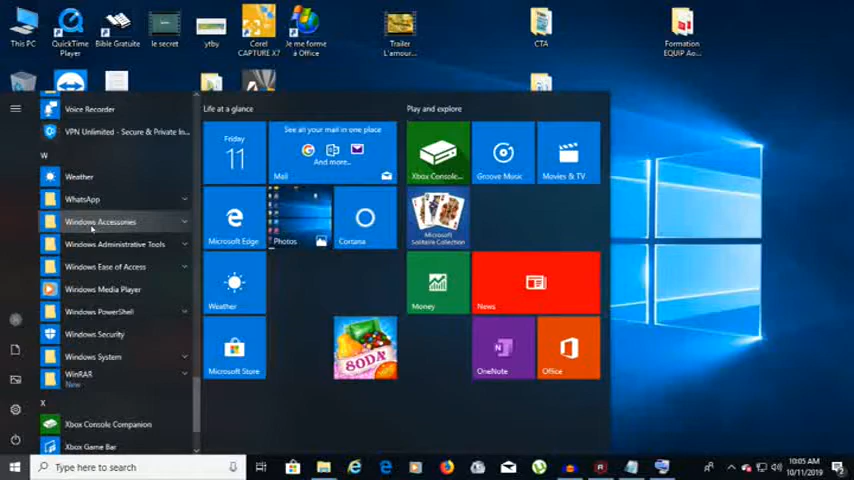 This PC
QuickTime
Player
Bible Gratuite
le secret
ytby
Corel
CAPTURE X7
Je me forme
à Office
Trailer
L'amour...
CTA
Formation
EQUIP Ao...
Voice Recorder
VPN Unlimited - Secure & Private In...
W
Weather
WhatsApp
Windows Accessories
Windows Administrative Tools
Windows Ease of Access
Windows Media Player
Windows PowerShell
Windows Security
Windows System
WinRAR
New
X
Xbox Console Companion
Xbox Game Bar
Life at a glance
Friday
11
See all your mail in one place
And more...
Mail
Microsoft Edge
Photos
Cortana
Weather
Microsoft Store
SODA
Play and explore
Xbox Console...
Groove Music
Movies & TV
Microsoft
Solitaire Collection
Money
News
OneNote
Office
Type here to search
10:05 AM
10/11/2019
2